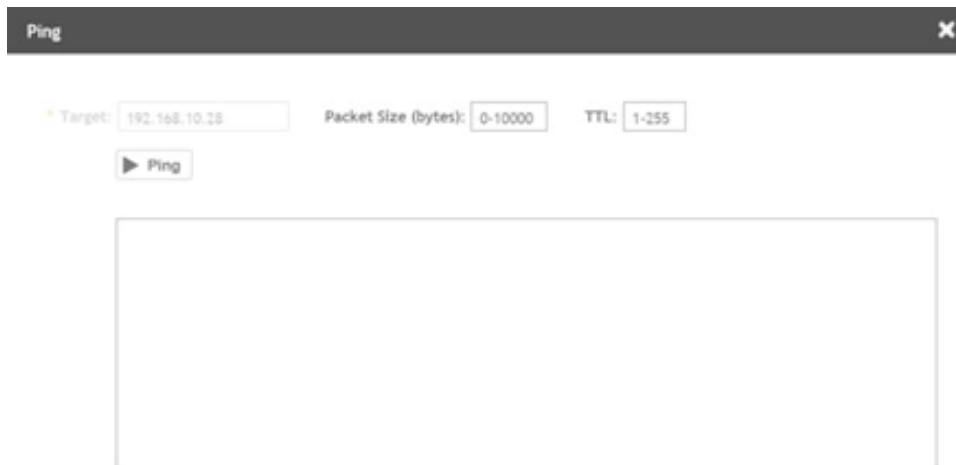 Ping
* Target: 192.168.10.28 Packet Size (bytes): 0-10000 TTL: 1-255
Ping